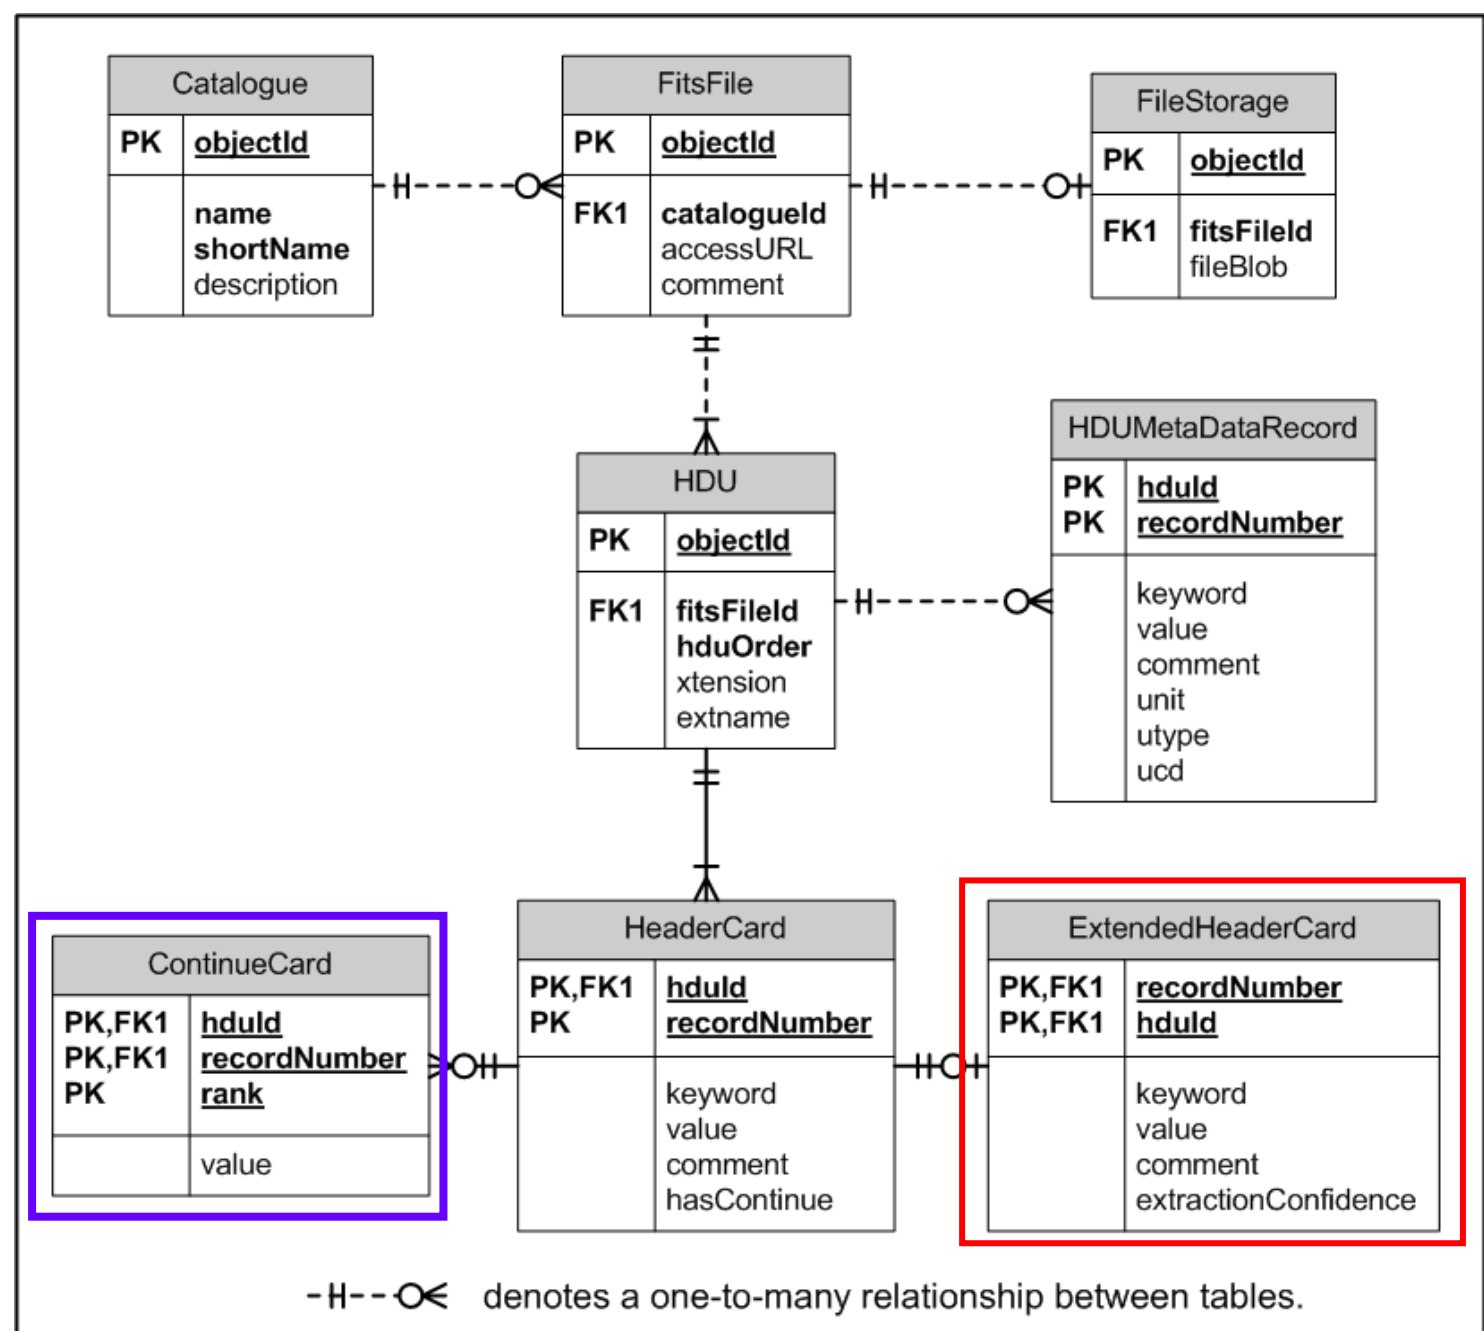 Catalogue
PK objectId
name
shortName
description
FitsFile
PK objectId
FK1 catalogueId
accessURL
comment
FileStorage
PK objectId
FK1 fitsFileId
fileBlob
HDU
PK objectId
FK1 fitsFileId
hduOrder
xtension
extname
HDUMetaDataRecord
PK hduId
PK recordNumber
keyword
value
comment
unit
utype
ucd
ContinueCard
PK,FK1 hduId
PK,FK1 recordNumber
PK rank
value
HeaderCard
PK,FK1 hduId
PK recordNumber
keyword
value
comment
hasContinue
ExtendedHeaderCard
PK,FK1 recordNumber
PK,FK1 hduId
keyword
value
comment
extractionConfidence
denotes a one-to-many relationship between tables.